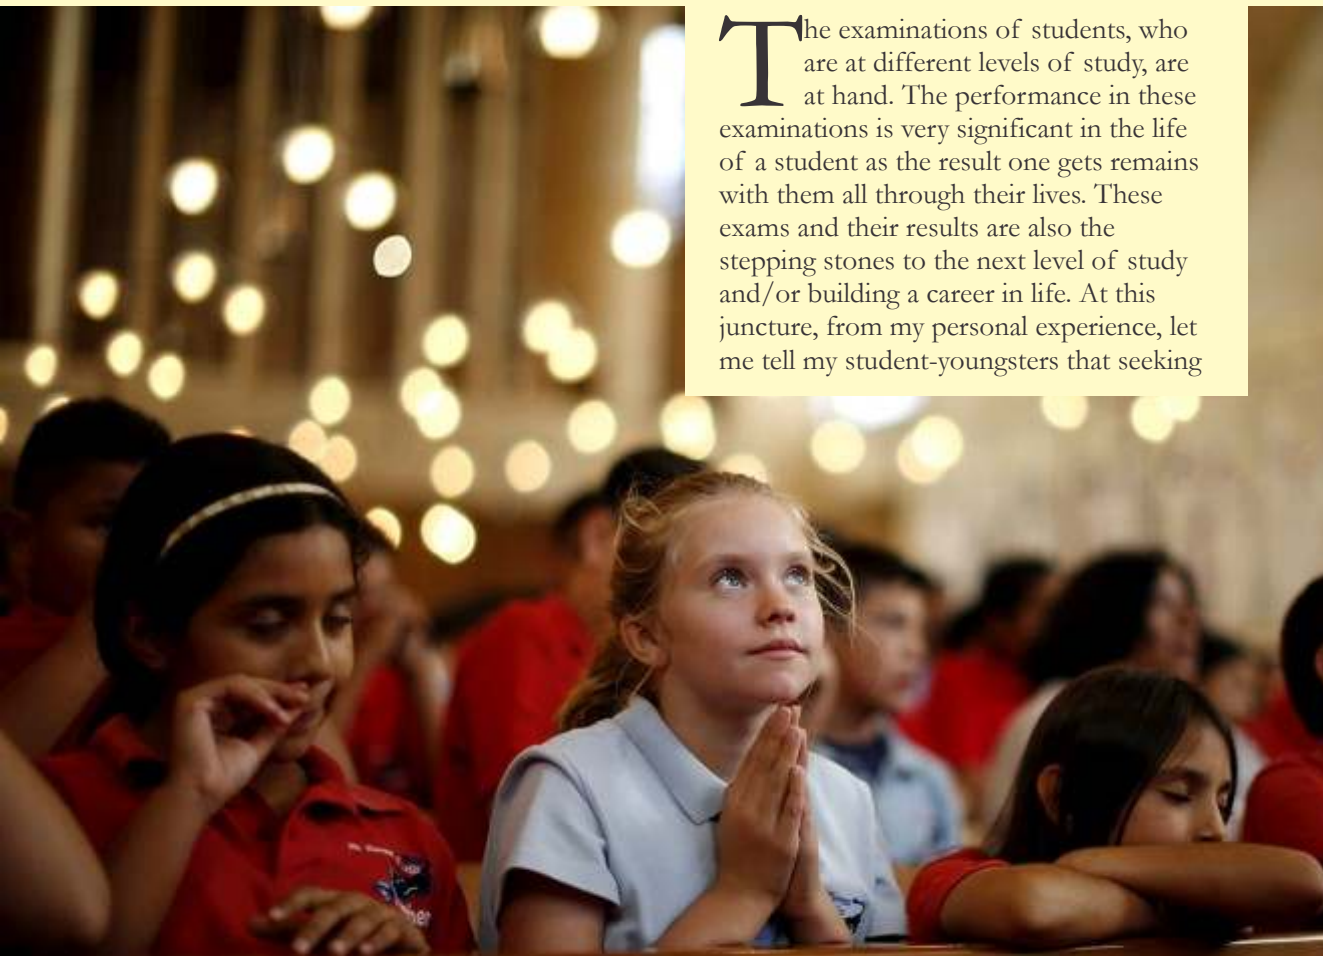 The examinations of students, who
are at different levels of study, are
at hand. The performance in these
examinations is very significant in the life
of a student as the result one gets remains
with them all through their lives. These
exams and their results are also the
stepping stones to the next level of study
and/or building a career in life. At this
juncture, from my personal experience, let
me tell my student-youngsters that seeking